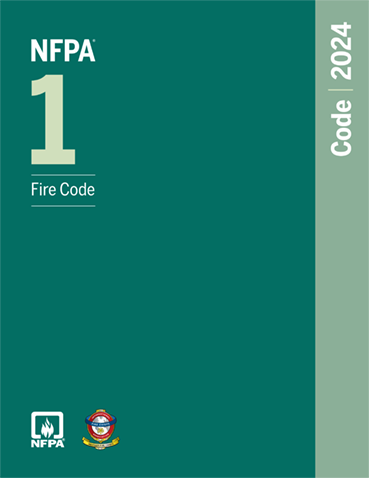 NFPA®
1
Fire Code
Code | 2024
NFPA®